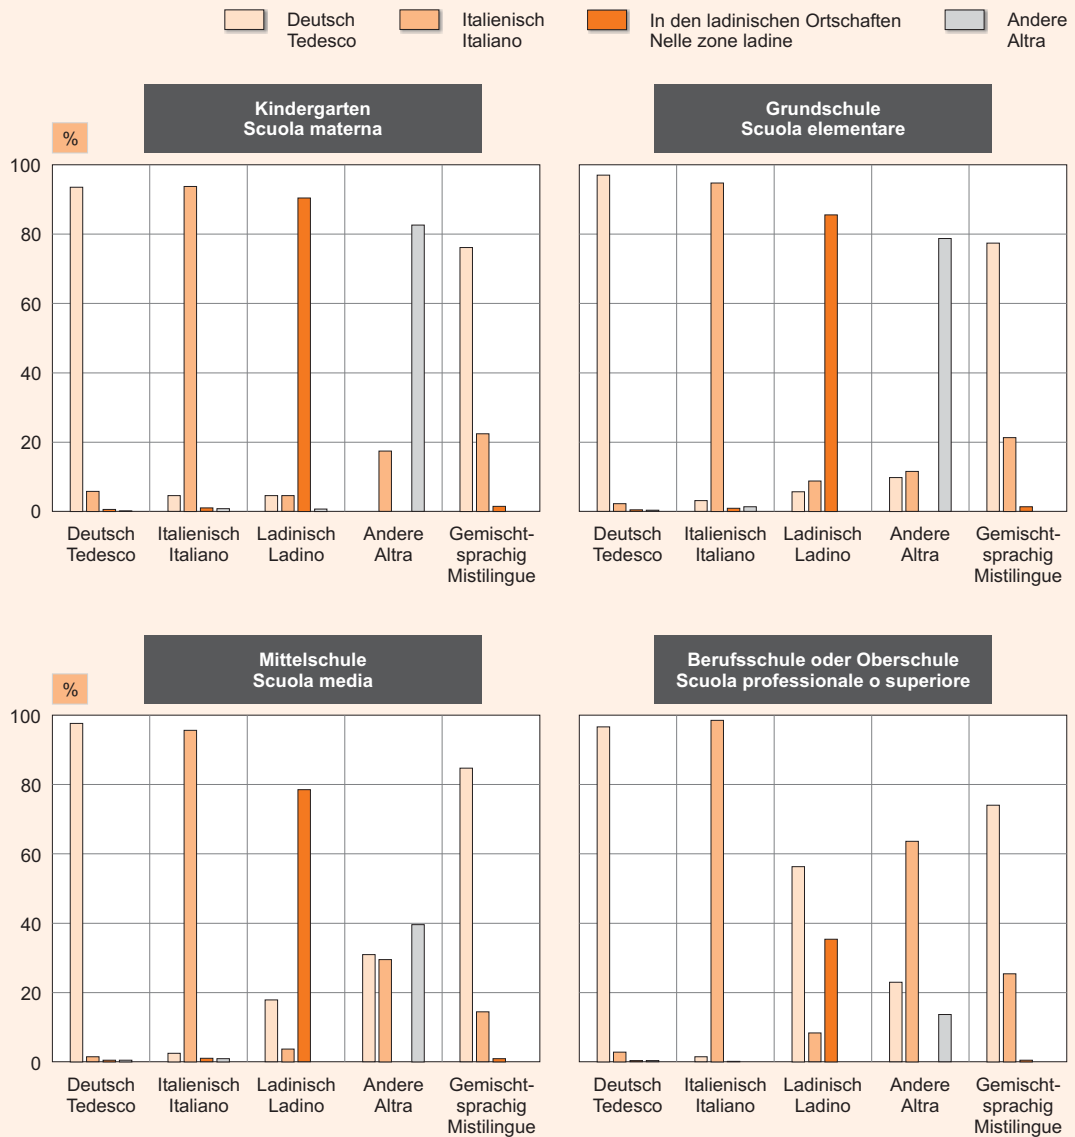 Deutsch
Tedesco
Italienisch
Italiano
In den ladinischen Ortschaften
Nelle zone ladine
Andere
Altra
Kindergarten
Scuola materna
Grundschule
Scuola elementare
%
100
80
60
40
20
0
Deutsch
Tedesco
Italienisch
Italiano
Ladinisch
Ladino
Andere
Altra
Gemischt-
sprachig
Mistilingue
Deutsch
Tedesco
Italienisch
Italiano
Ladinisch
Ladino
Andere
Altra
Gemischt-
sprachig
Mistilingue
Mittelschule
Scuola media
Berufsschule oder Oberschule
Scuola professionale o superiore
%
100
80
60
40
20
0
Deutsch
Tedesco
Italienisch
Italiano
Ladinisch
Ladino
Andere
Altra
Gemischt-
sprachig
Mistilingue
Deutsch
Tedesco
Italienisch
Italiano
Ladinisch
Ladino
Andere
Altra
Gemischt-
sprachig
Mistilingue